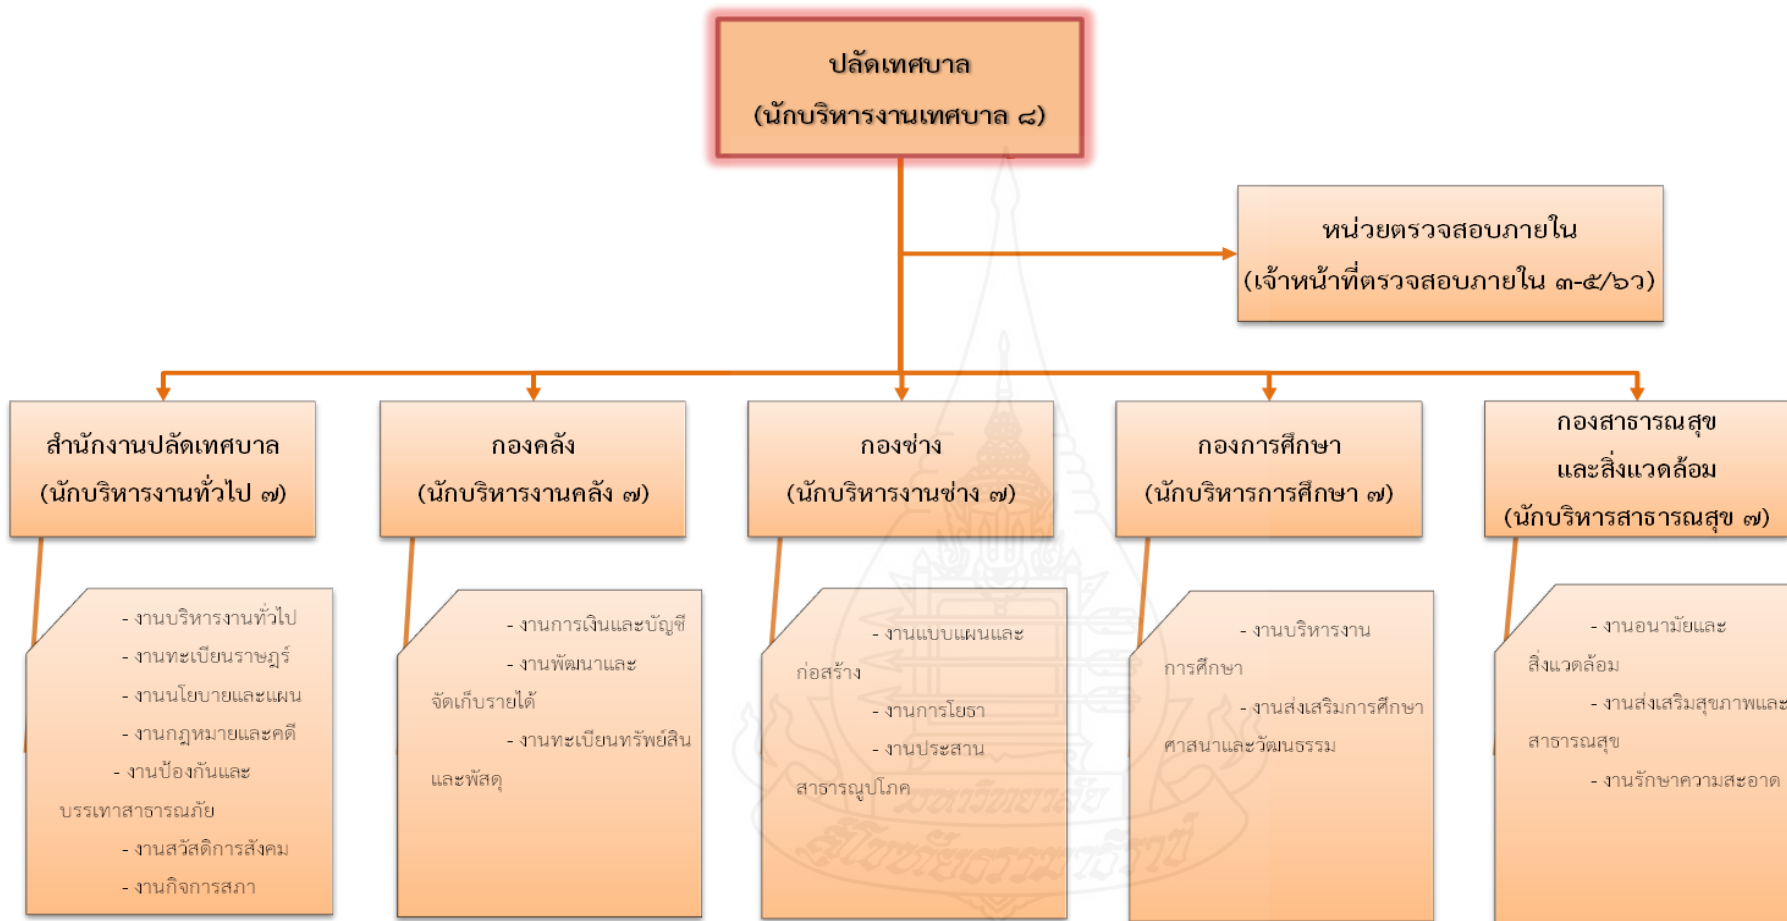 ปลัดเทศบาล
(นักบริหารงานเทศบาล ๘)
หน่วยตรวจสอบภายใน
(เจ้าหน้าที่ตรวจสอบภายใน ๓-๕/๖ว)
สำนักงานปลัดเทศบาล
(นักบริหารงานทั่วไป ๗)
กองคลัง
(นักบริหารงานคลัง ๗)
กองช่าง
(นักบริหารงานช่าง ๗)
กองการศึกษา
(นักบริหารการศึกษา ๗)
กองสาธารณสุข
และสิ่งแวดล้อม
(นักบริหารสาธารณสุข ๗)
- งานบริหารงานทั่วไป
- งานทะเบียนราษฎร์
- งานนโยบายและแผน
- งานกฎหมายและคดี
- งานป้องกันและ
บรรเทาสาธารณภัย
- งานสวัสดิการสังคม
- งานกิจการสภา
- งานการเงินและบัญชี
- งานพัฒนาและ
จัดเก็บรายได้
- งานทะเบียนทรัพย์สิน
และพัสดุ
- งานแบบแผนและ
ก่อสร้าง
- งานการโยธา
- งานประสาน
สาธารณูปโภค
- งานบริหารงาน
การศึกษา
- งานส่งเสริมการศึกษา
ศาสนาและวัฒนธรรม
- งานอนามัยและ
สิ่งแวดล้อม
- งานส่งเสริมสุขภาพและ
สาธารณสุข
- งานรักษาความสะอาด
มหาวิทยาลัย
สุโขทัยธรรมาธิราช